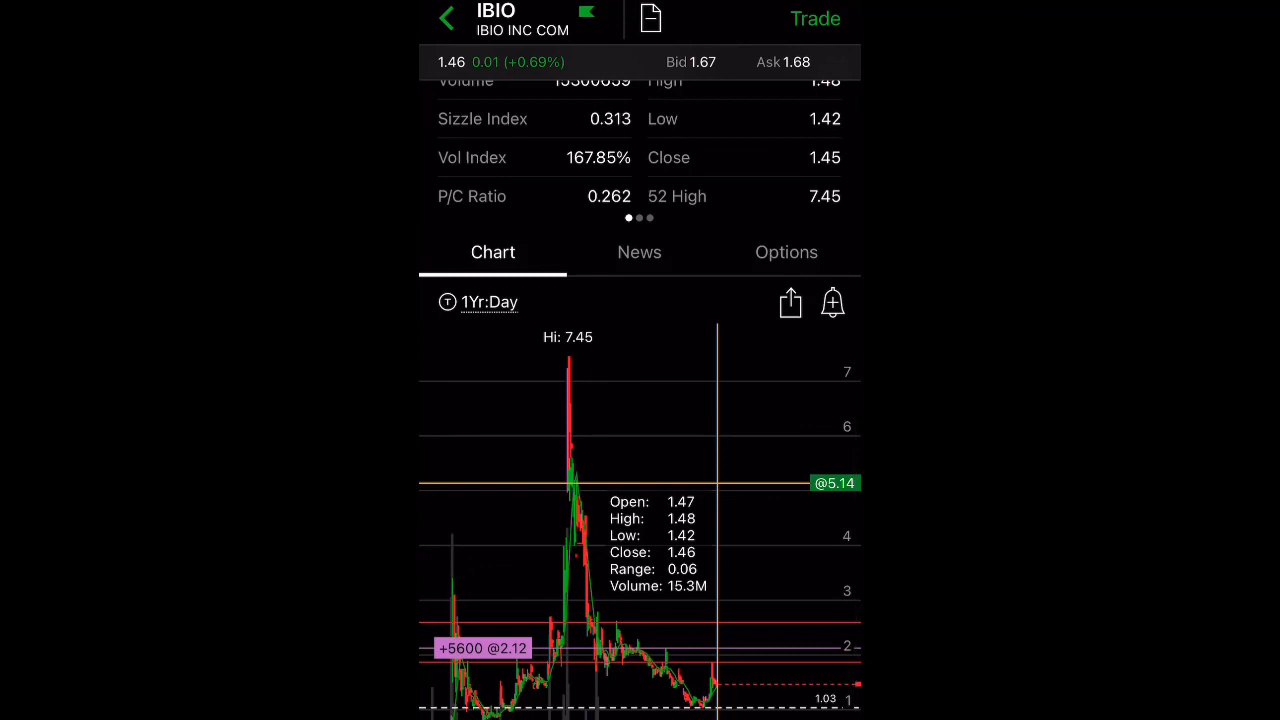 IBIO
IBIO INC COM
Trade
1.46 0.01 (+0.69%) Bid 1.67 Ask 1.68
Volume 15300659 High 1.48
Sizzle Index 0.313 Low 1.42
Vol Index 167.85% Close 1.45
P/C Ratio 0.262 52 High 7.45
Chart News Options
T 1Yr:Day
Hi: 7.45
7
6
@5.14
Open: 1.47
High: 1.48
Low: 1.42
Close: 1.46
Range: 0.06
Volume: 15.3M
4
3
+5600 @2.12
2
1.03
1